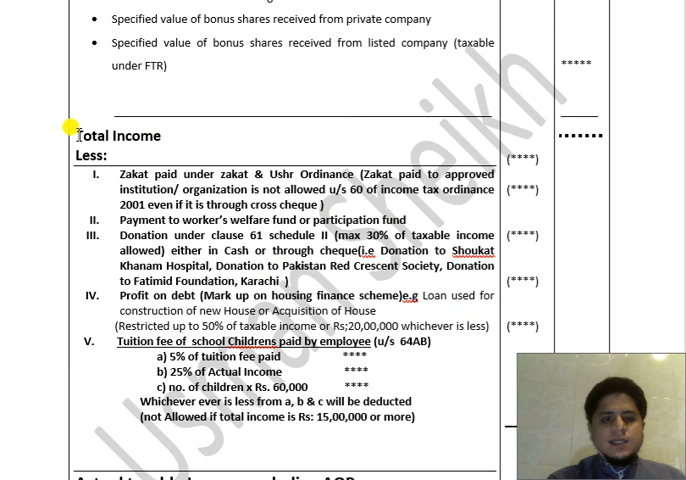 • Specified value of bonus shares received from private company
• Specified value of bonus shares received from listed company (taxable
under FTR)
*****
Total Income
Less:
(****)
I. Zakat paid under zakat & Ushr Ordinance (Zakat paid to approved
institution/ organization is not allowed u/s 60 of income tax ordinance (****)
2001 even if it is through cross cheque )
II. Payment to worker's welfare fund or participation fund
III. Donation under clause 61 schedule II (max 30% of taxable income (****)
allowed) either in Cash or through cheque(i.e Donation to Shoukat
Khanam Hospital, Donation to Pakistan Red Crescent Society, Donation
to Fatimid Foundation, Karachi ) (****)
IV. Profit on debt (Mark up on housing finance scheme)e.g Loan used for
construction of new House or Acquisition of House
(Restricted up to 50% of taxable income or Rs;20,00,000 whichever is less) (****)
V. Tuition fee of school Childrens paid by employee (u/s 64AB)
a) 5% of tuition fee paid ****
b) 25% of Actual Income ****
c) no. of children x Rs. 60,000 ****
Whichever ever is less from a, b & c will be deducted
(not Allowed if total income is Rs: 15,00,000 or more)
Usman Sheikh